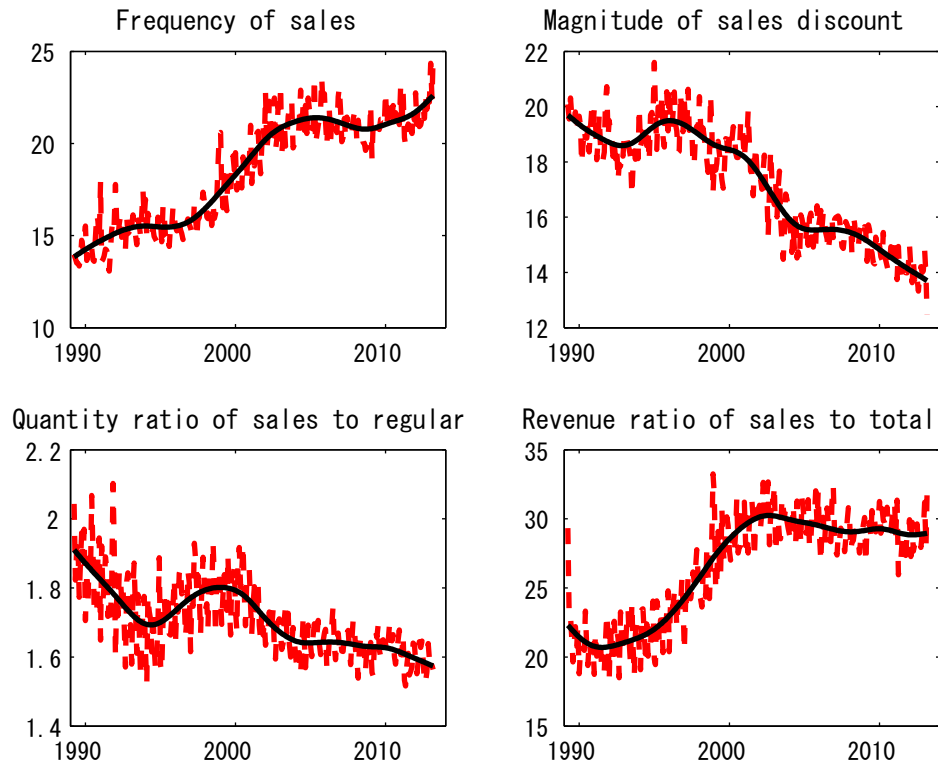 Frequency of sales
25
20
15
10
1990 2000 2010
Magnitude of sales discount
22
20
18
16
14
12
1990 2000 2010
Quantity ratio of sales to regular
2.2
2
1.8
1.6
1.4
1990 2000 2010
Revenue ratio of sales to total
35
30
25
20
15
1990 2000 2010